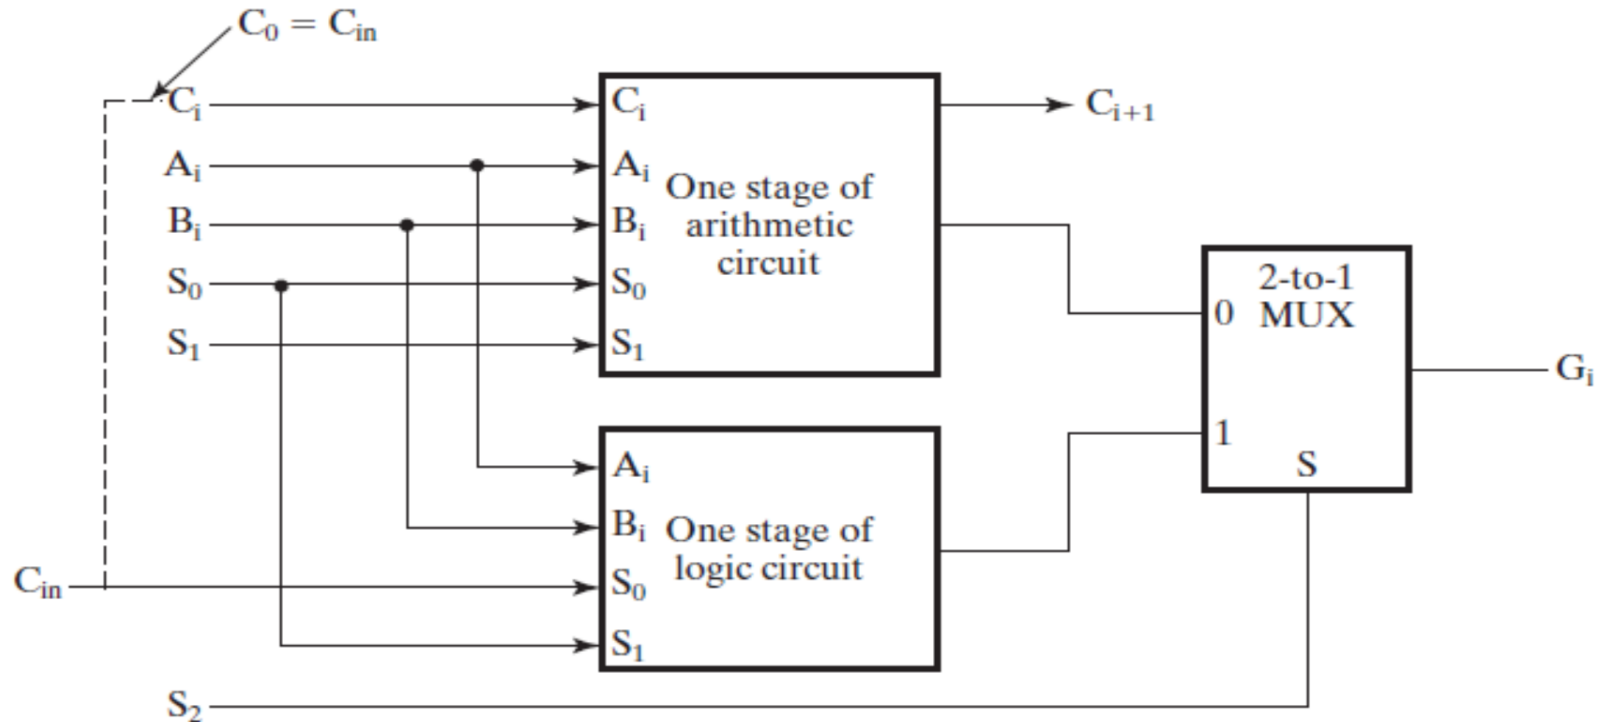 C₀ = Cᵢₙ
Cᵢ
Aᵢ
Bᵢ
S₀
S₁
Cᵢₙ
S₂
Cᵢ
Aᵢ
Bᵢ
S₀
S₁
One stage of
arithmetic
circuit
Cᵢ₊₁
Aᵢ
Bᵢ
S₀
S₁
One stage of
logic circuit
2-to-1
MUX
0
1
S
Gᵢ